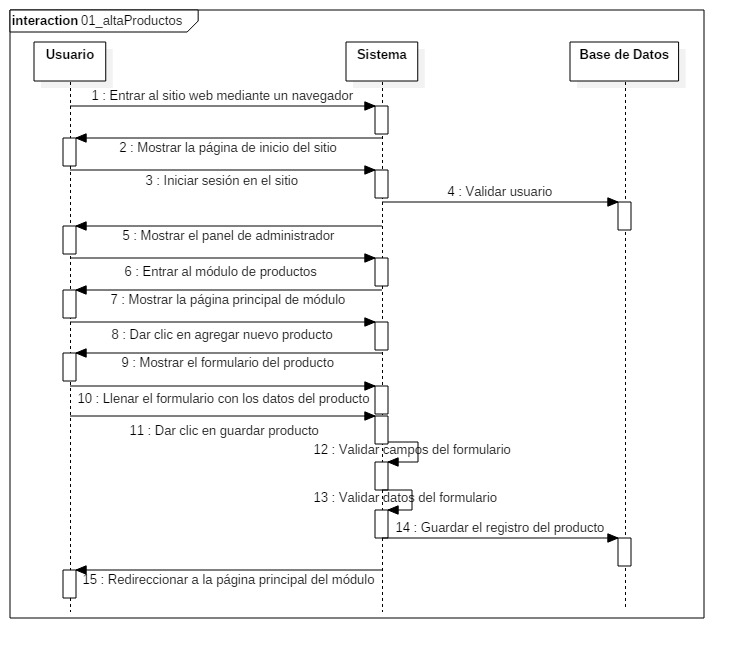 interaction 01_altaProductos
Usuario
Sistema
Base de Datos
1 : Entrar al sitio web mediante un navegador
2 : Mostrar la página de inicio del sitio
3 : Iniciar sesión en el sitio
4 : Validar usuario
5 : Mostrar el panel de administrador
6 : Entrar al módulo de productos
7 : Mostrar la página principal de módulo
8 : Dar clic en agregar nuevo producto
9 : Mostrar el formulario del producto
10 : Llenar el formulario con los datos del producto
11 : Dar clic en guardar producto
12 : Validar campos del formulario
13 : Validar datos del formulario
14 : Guardar el registro del producto
15 : Redireccionar a la página principal del módulo